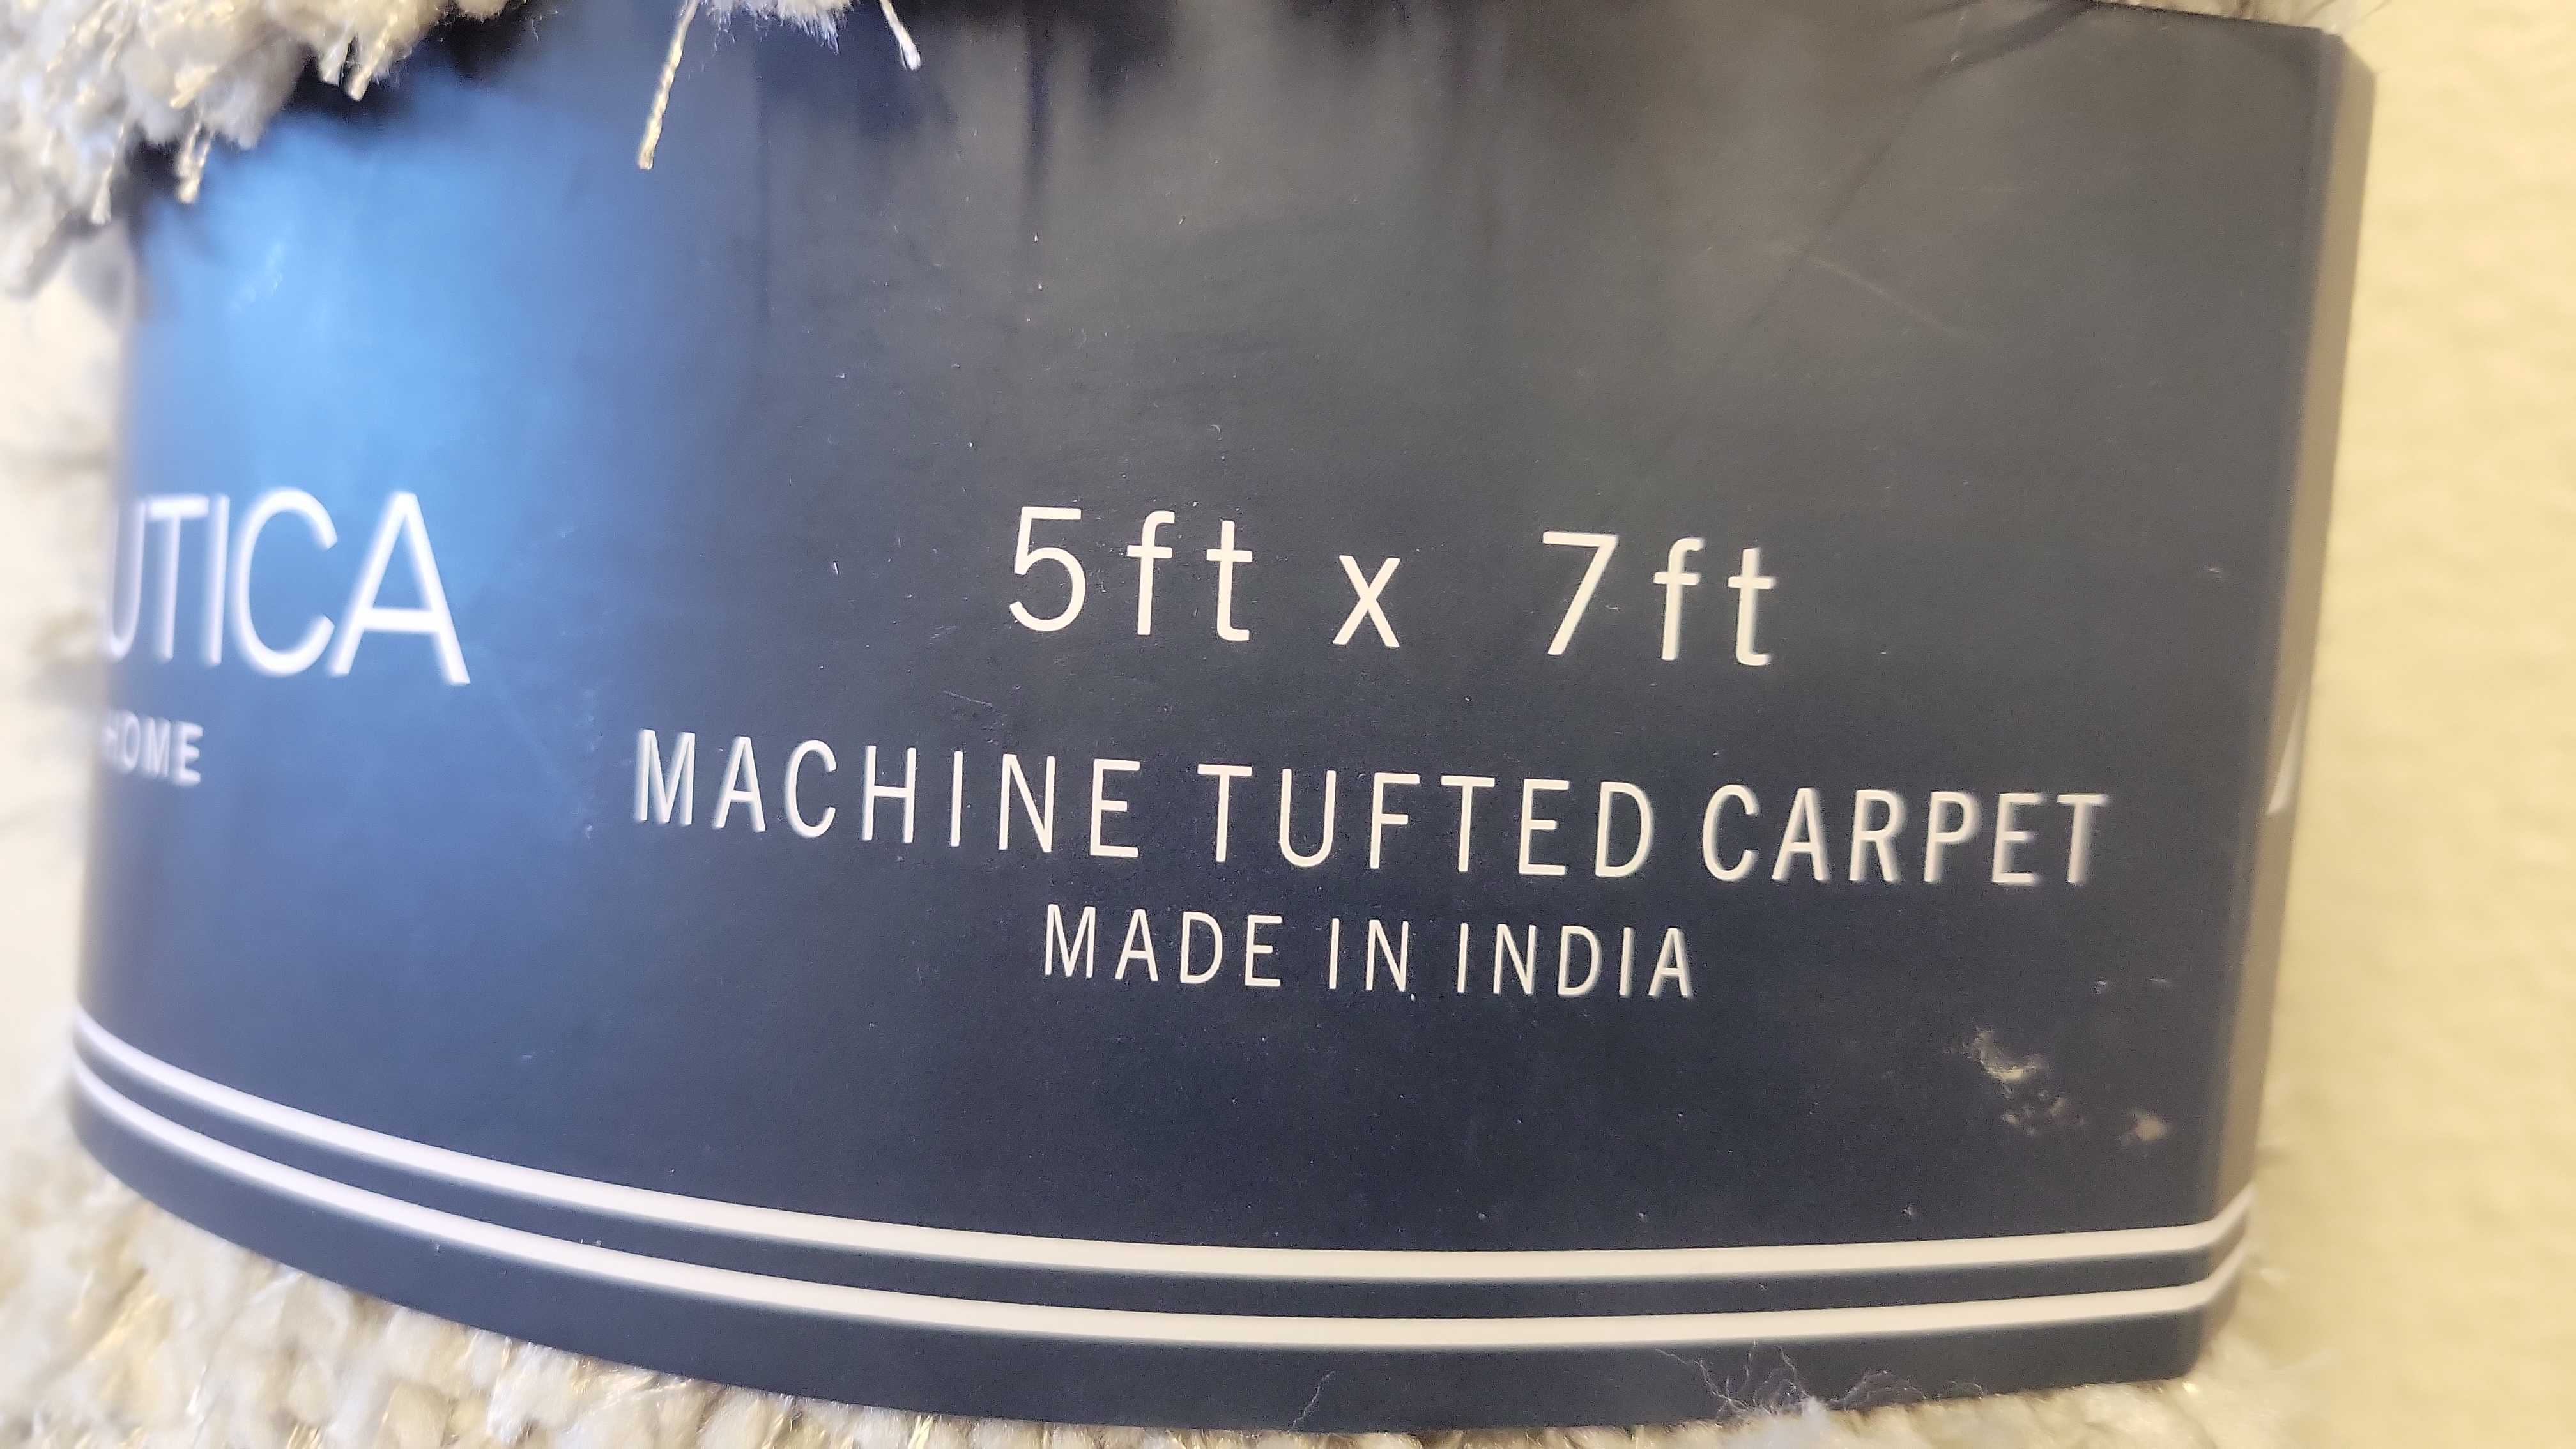 UTICA
HOME
5ft x 7ft
MACHINE TUFTED CARPET
MADE IN INDIA